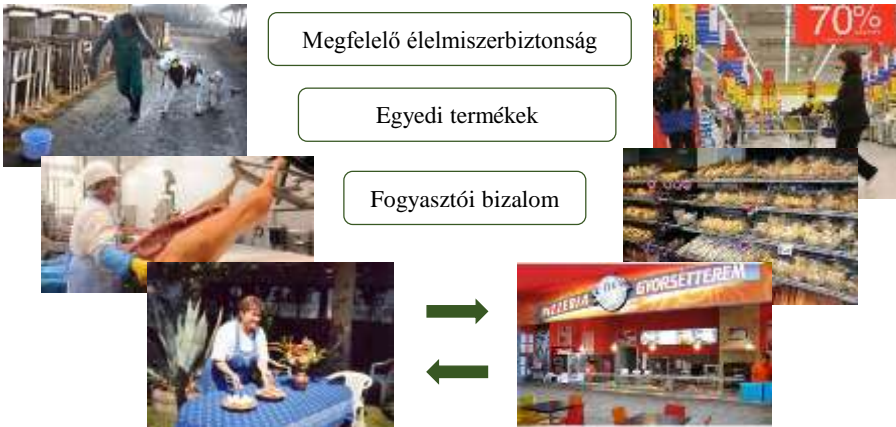 Megfelelő élelmiszerbiztonság
70%
Egyedi termékek
Fogyasztói bizalom
PIZZERIA
GYORSÉTTEREM